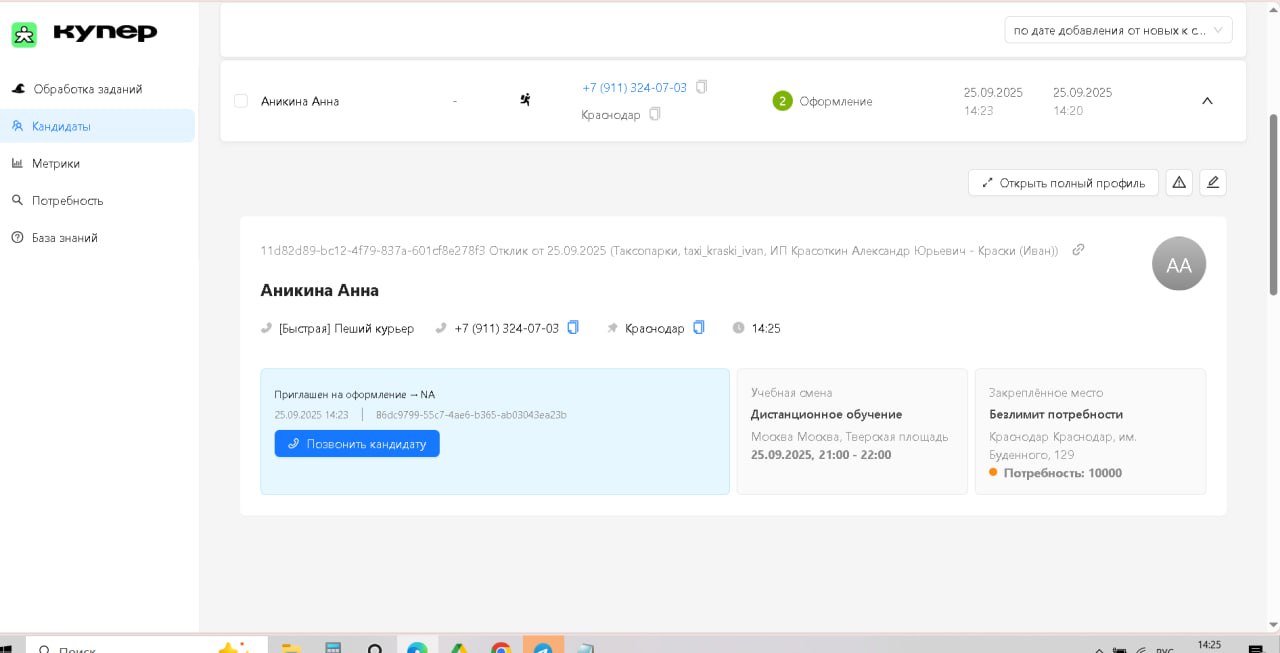 купер
по дате добавления от новых к с...
Обработка заданий
Кандидаты
Метрики
Потребность
База знаний
Аникина Анна
-
+7 (911) 324-07-03
Краснодар
2 Оформление
25.09.2025
14:23
25.09.2025
14:20
Открыть полный профиль
11d82d89-bc12-4f79-837a-601cf8e278f3 Отклик от 25.09.2025 (Таксопарки, taxi_kraski_ivan, ИП Красоткин Александр Юрьевич - Краски (Иван))
АА
Аникина Анна
[Быстрая] Пеший курьер
+7 (911) 324-07-03
Краснодар
14:25
Приглашен на оформление → NA
25.09.2025 14:23 | 86dc9799-55c7-4ae6-b365-ab03043ea23b
Позвонить кандидату
Учебная смена
Дистанционное обучение
Москва Москва, Тверская площадь
25.09.2025, 21:00 - 22:00
Закреплённое место
Безлимит потребности
Краснодар Краснодар, им.
Буденного, 129
Потребность: 10000
Поиск
РУС
14:25